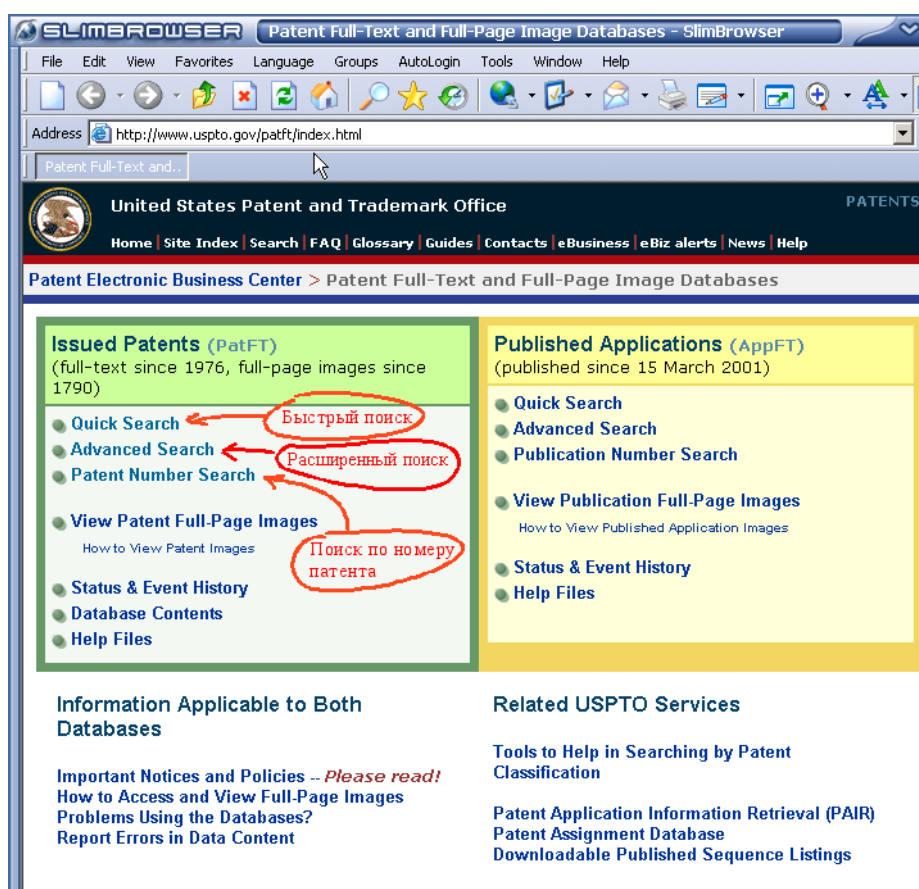 SLIMBROWSER Patent Full-Text and Full-Page Image Databases - SlimBrowser
File Edit View Favorites Language Groups AutoLogin Tools Window Help
Address http://www.uspto.gov/patft/index.html
Patent Full-Text and..
United States Patent and Trademark Office
PATENTS
Home | Site Index | Search | FAQ | Glossary | Guides | Contacts | eBusiness | eBiz alerts | News | Help
Patent Electronic Business Center > Patent Full-Text and Full-Page Image Databases
Issued Patents (PatFT)
(full-text since 1976, full-page images since
1790)
Quick Search
Быстрый поиск
Advanced Search
Расширенный поиск
Patent Number Search
View Patent Full-Page Images
How to View Patent Images
Поиск по номеру
патента
Status & Event History
Database Contents
Help Files
Published Applications (AppFT)
(published since 15 March 2001)
Quick Search
Advanced Search
Publication Number Search
View Publication Full-Page Images
How to View Published Application Images
Status & Event History
Help Files
Information Applicable to Both
Databases
Important Notices and Policies -- Please read!
How to Access and View Full-Page Images
Problems Using the Databases?
Report Errors in Data Content
Related USPTO Services
Tools to Help in Searching by Patent
Classification
Patent Application Information Retrieval (PAIR)
Patent Assignment Database
Downloadable Published Sequence Listings